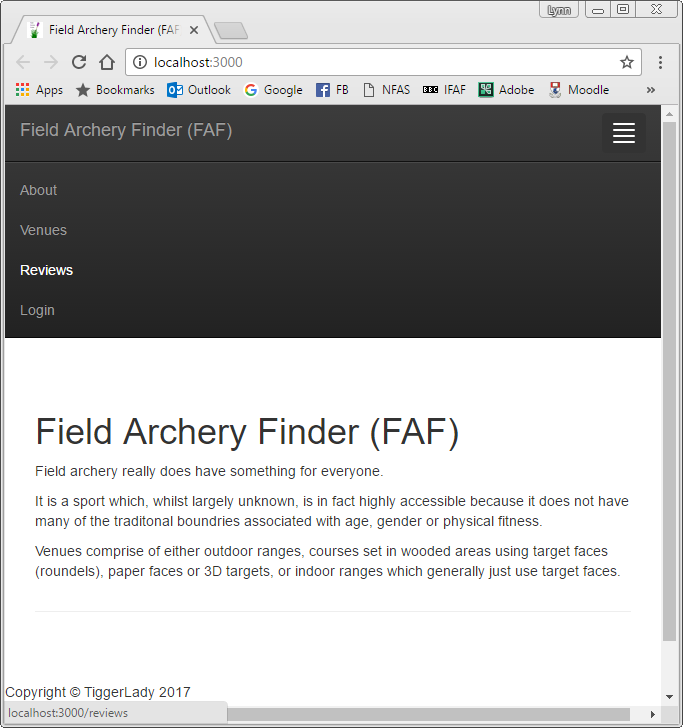 Lynn
Field Archery Finder (FAF
localhost:3000
Apps Bookmarks Outlook Google FB NFAS BBC IFAF Adobe Moodle »
Field Archery Finder (FAF)
About
Venues
Reviews
Login
Field Archery Finder (FAF)
Field archery really does have something for everyone.
It is a sport which, whilst largely unknown, is in fact highly accessible because it does not have
many of the traditonal boundries associated with age, gender or physical fitness.
Venues comprise of either outdoor ranges, courses set in wooded areas using target faces
(roundels), paper faces or 3D targets, or indoor ranges which generally just use target faces.
Copyright © TiggerLady 2017
localhost:3000/reviews